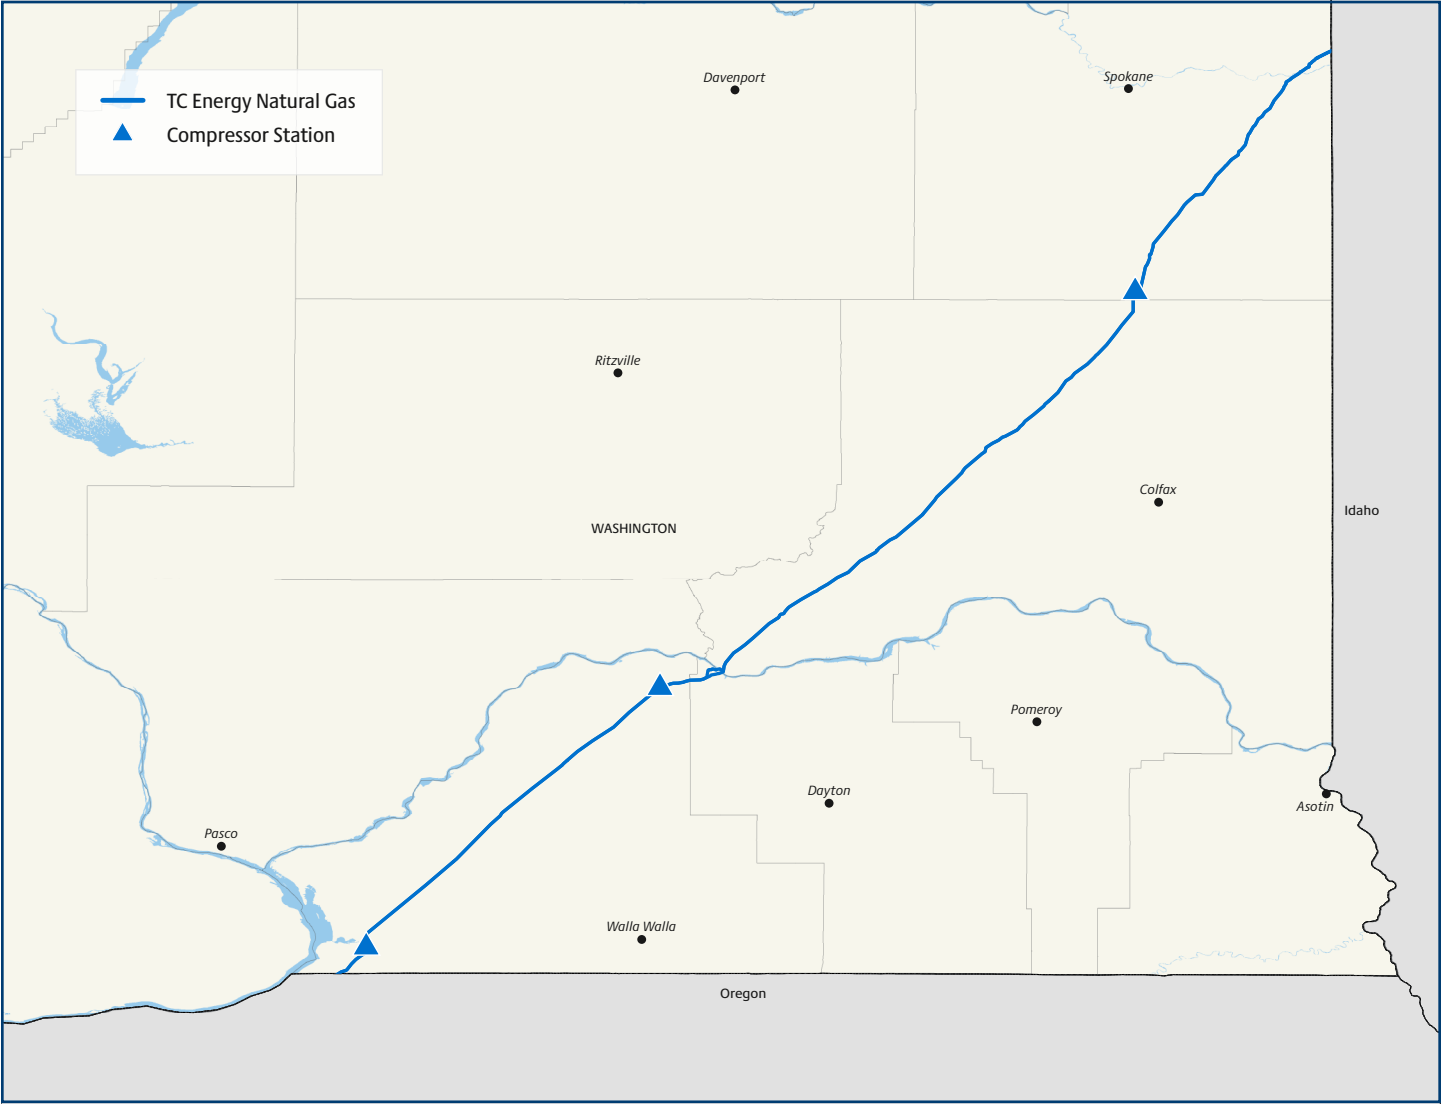 Davenport
Spokane
TC Energy Natural Gas
Compressor Station
Ritzville
Colfax
Idaho
WASHINGTON
Pomeroy
Dayton
Asotin
Pasco
Walla Walla
Oregon